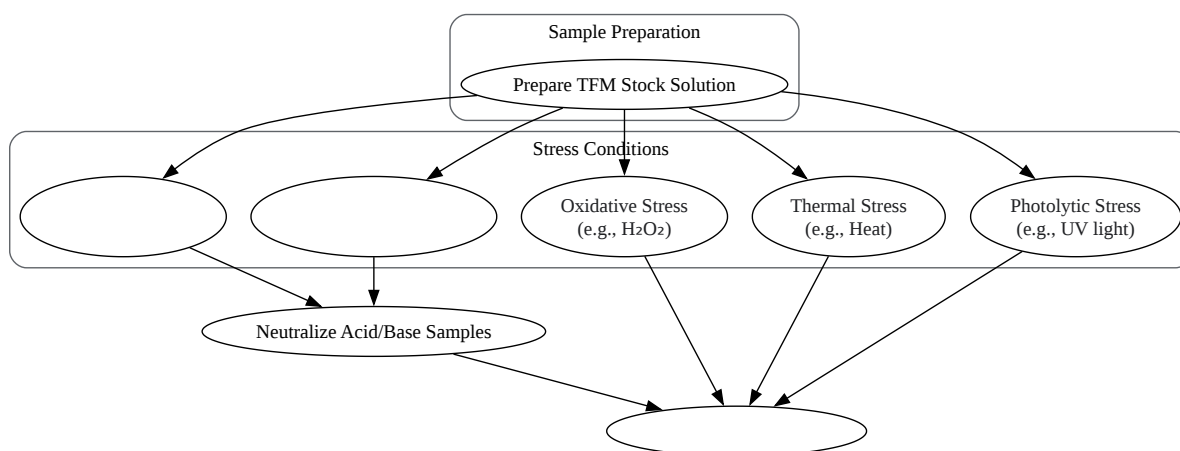 Sample Preparation
Prepare TFM Stock Solution
Stress Conditions
Oxidative Stress
(e.g., H₂O₂)
Thermal Stress
(e.g., Heat)
Photolytic Stress
(e.g., UV light)
Neutralize Acid/Base Samples